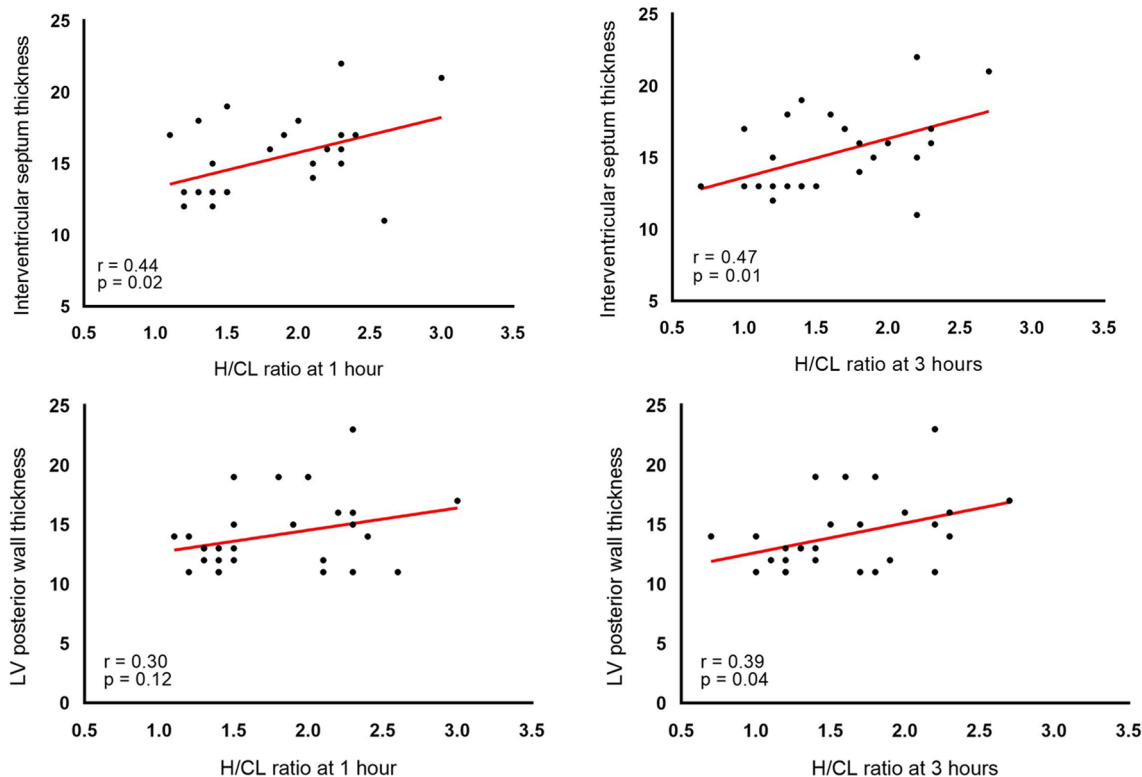 25
20
15
10
5
Interventricular septum thickness
r = 0.44
p = 0.02
0.5 1.0 1.5 2.0 2.5 3.0 3.5
H/CL ratio at 1 hour
25
20
15
10
5
Interventricular septum thickness
r = 0.47
p = 0.01
0.5 1.0 1.5 2.0 2.5 3.0 3.5
H/CL ratio at 3 hours
25
20
15
10
5
0
LV posterior wall thickness
r = 0.30
p = 0.12
0.5 1.0 1.5 2.0 2.5 3.0 3.5
H/CL ratio at 1 hour
25
20
15
10
5
0
LV posterior wall thickness
r = 0.39
p = 0.04
0.5 1.0 1.5 2.0 2.5 3.0 3.5
H/CL ratio at 3 hours